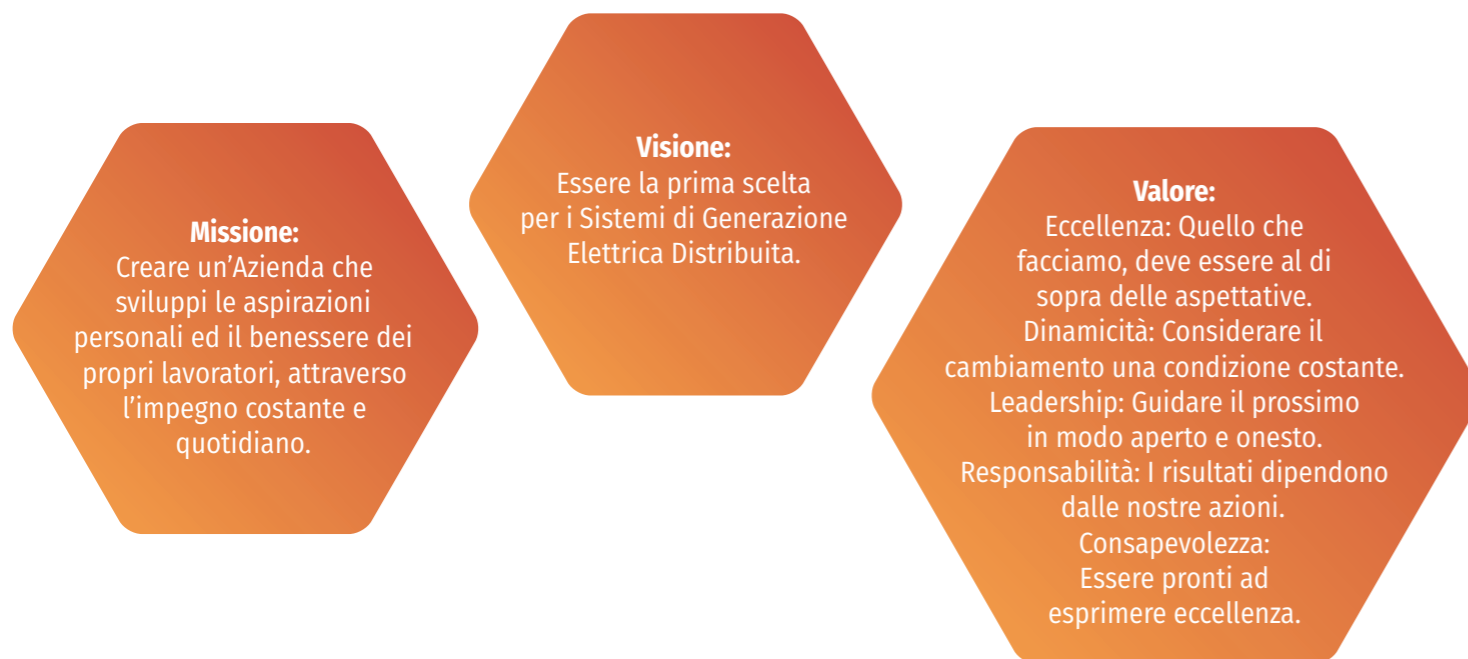 Missione:
Creare un’Azienda che
sviluppi le aspirazioni
personali ed il benessere dei
propri lavoratori, attraverso
l’impegno costante e
quotidiano.
Visione:
Essere la prima scelta
per i Sistemi di Generazione
Elettrica Distribuita.
Valore:
Eccellenza: Quello che
facciamo, deve essere al di
sopra delle aspettative.
Dinamicità: Considerare il
cambiamento una condizione costante.
Leadership: Guidare il prossimo
in modo aperto e onesto.
Responsabilità: I risultati dipendono
dalle nostre azioni.
Consapevolezza:
Essere pronti ad
esprimere eccellenza.